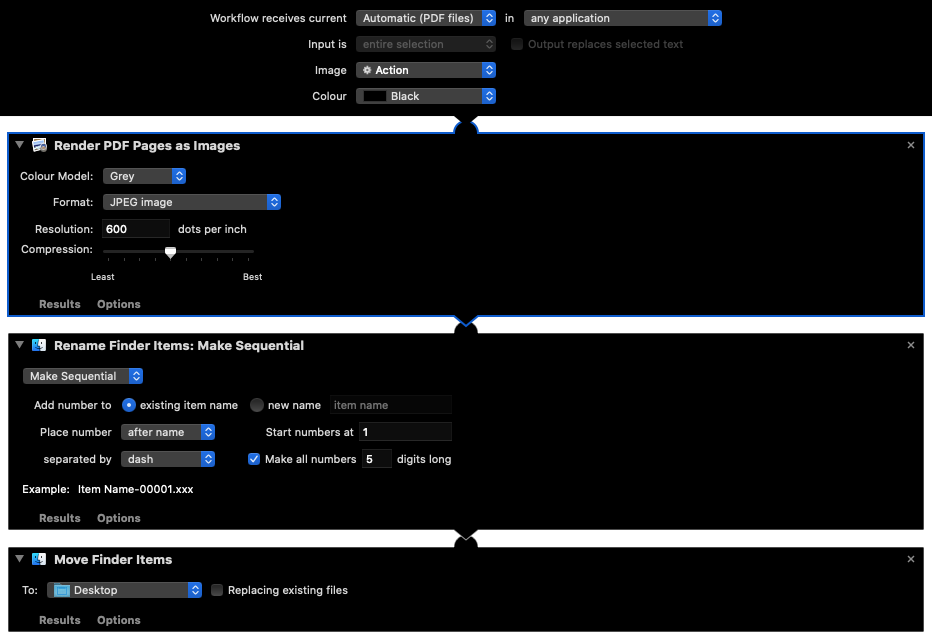 Workflow receives current Automatic (PDF files) in any application
Input is entire selection Output replaces selected text
Image Action
Colour Black
Render PDF Pages as Images
Colour Model: Grey
Format: JPEG image
Resolution: 600 dots per inch
Compression:
Least Best
Results Options
Rename Finder Items: Make Sequential
Make Sequential
Add number to existing item name new name item name
Place number after name Start numbers at 1
separated by dash Make all numbers 5 digits long
Example: Item Name-00001.xxx
Results Options
Move Finder Items
To: Desktop Replacing existing files
Results Options